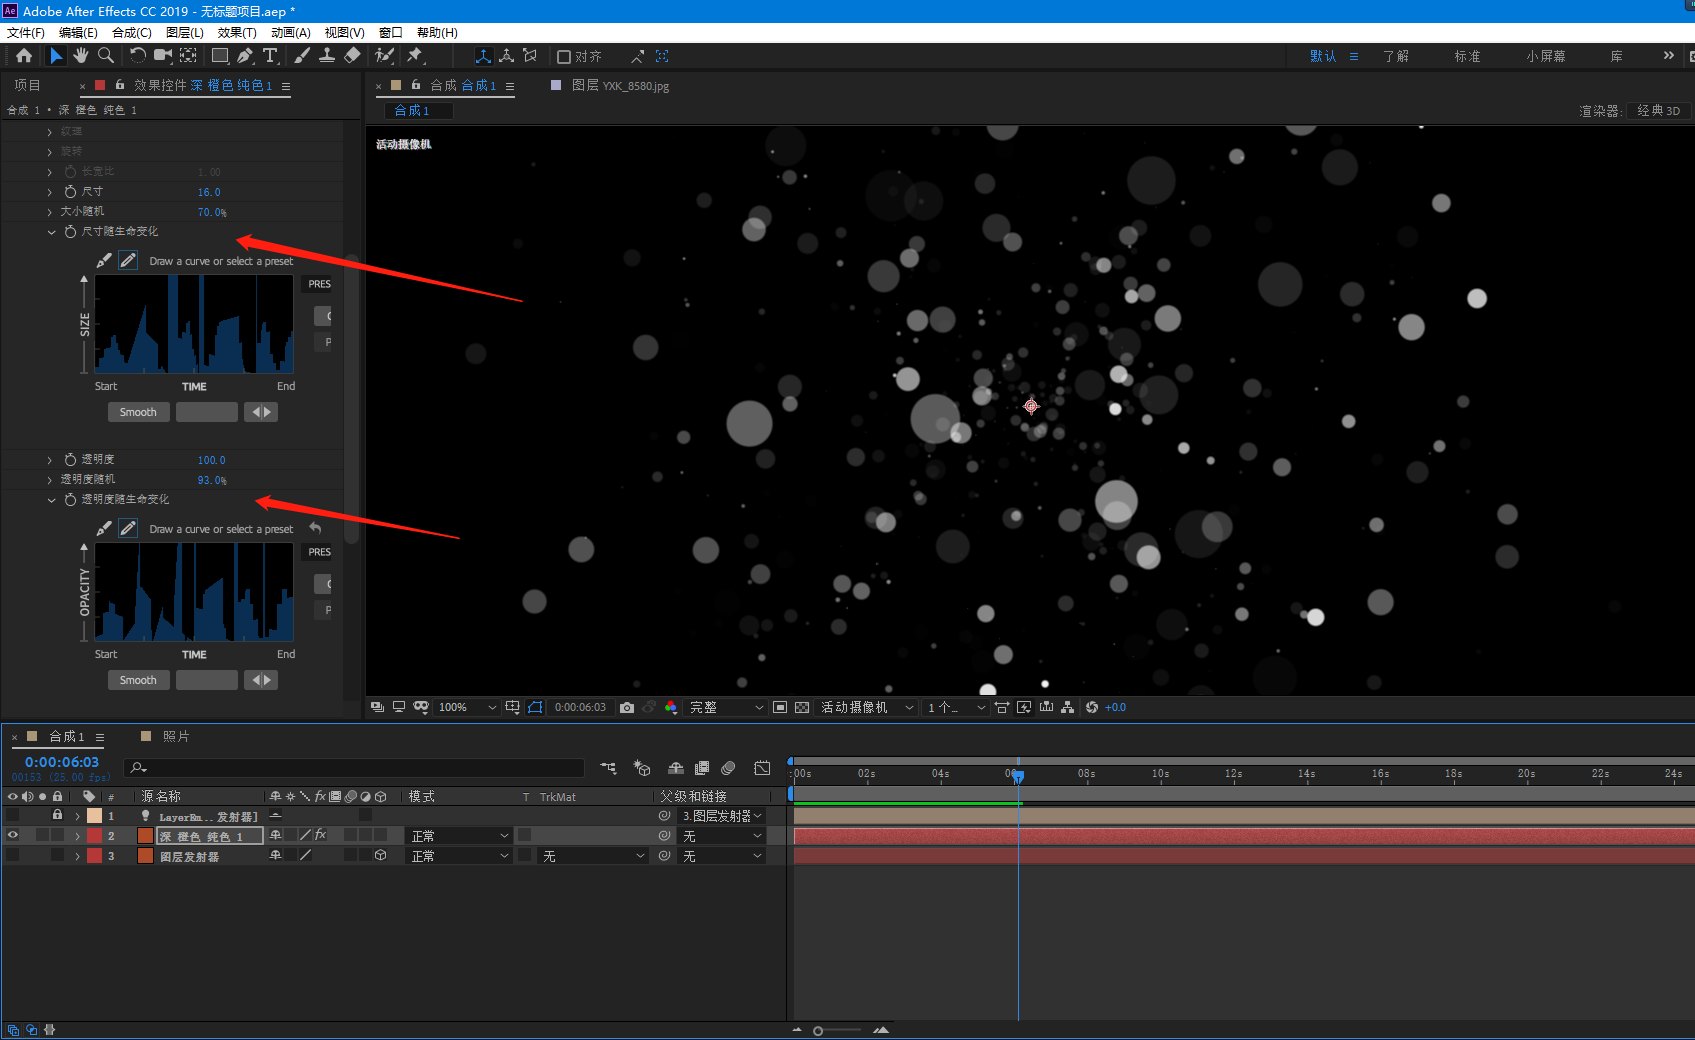 Ae Adobe After Effects CC 2019 - 无标题项目.aep *
文件(F) 编辑(E) 合成(C) 图层(L) 效果(T) 动画(A) 视图(V) 窗口 帮助(H)
对齐
默认 ≡ 了解 标准 小屏幕 库 »
项目 × 效果控件 深 橙色 纯色 1 ≡
合成 1 • 深 橙色 纯色 1
纹理
旋转
长宽比 1.00
尺寸 16.0
大小随机 70.0%
尺寸随生命变化
Draw a curve or select a preset
PRES
C
P
SIZE
Start TIME End
Smooth
透明度 100.0
透明度随机 93.0%
透明度随生命变化
Draw a curve or select a preset
PRES
C
P
OPACITY
Start TIME End
Smooth
× 合成 合成 1 ≡ 图层 YXK_8580.jpg
合成 1
渲染器: 经典 3D
活动摄像机
100% 0:00:06:03 完整 活动摄像机 1 个... +0.0
× 合成 1 ≡ 照片
0:00:06:03
00153 (25.00 fps)
:00s 02s 04s 06s 08s 10s 12s 14s 16s 18s 20s 22s 24s
# 源名称 fx 模式 T TrkMat 父级和链接
1 LayerEm.. 发射器] 3.图层发射器
2 深 橙色 纯色 1 fx 正常 无
3 图层发射器 正常 无 无